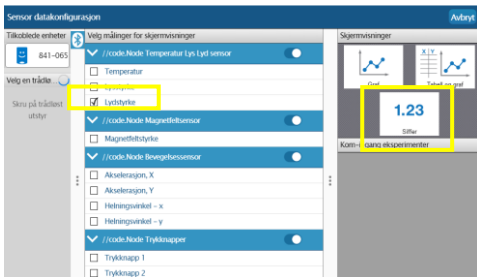 Sensor datakonfigurasjon
Avbryt
Tilkoblede enheter
841-065
Velg en trådlø...
Skru på trådløst
utstyr
Velg målinger for skjermvisninger
//code.Node Temperatur Lys Lyd sensor
Temperatur
Lydstyrke
//code.Node Magnetfeltsensor
Magnetfeltstyrke
//code.Node Bevegelsessensor
Akselerasjon, X
Akselerasjon, Y
Helningsvinkel - x
Helningsvinkel - y
//code.Node Trykknapper
Trykknapp 1
Trykknapp 2
Skjermvisninger
Graf
X Y
Tabell og graf
1.23
Siffer
Kom-i-gang eksperimenter